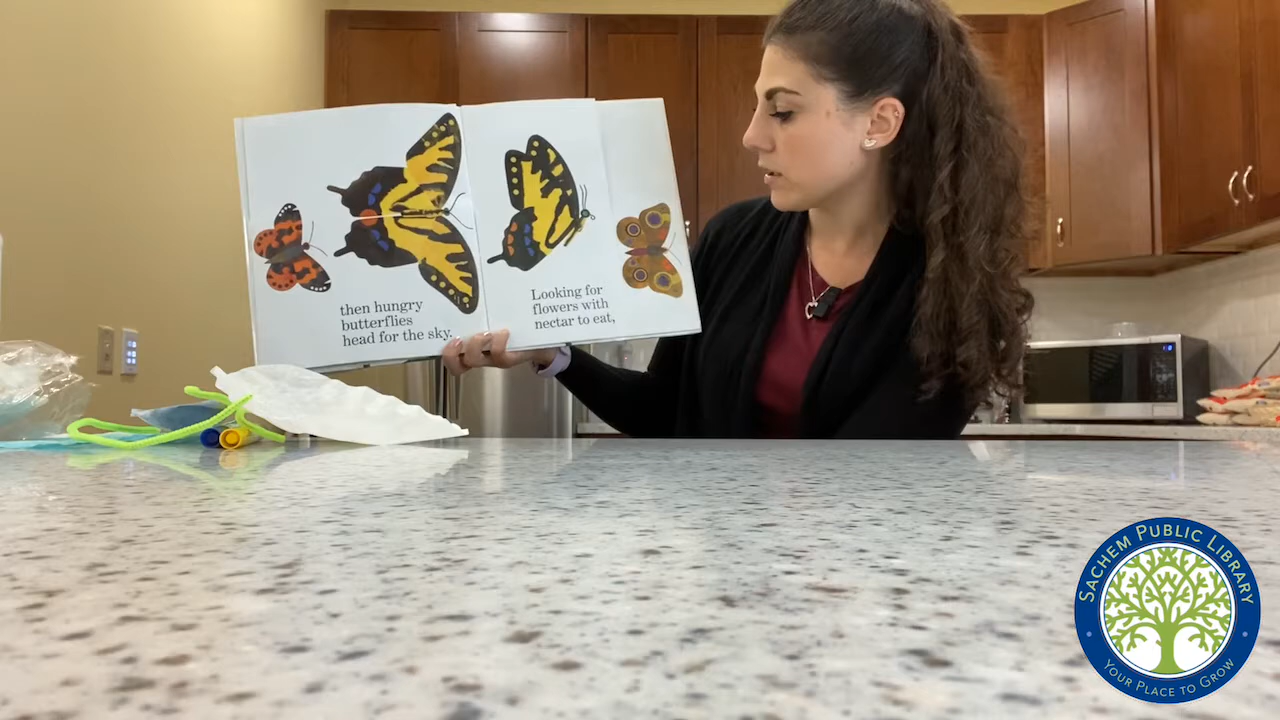 then hungry
butterflies
head for the sky.
Looking for
flowers with
nectar to eat,
SACHEM PUBLIC LIBRARY
YOUR PLACE TO GROW